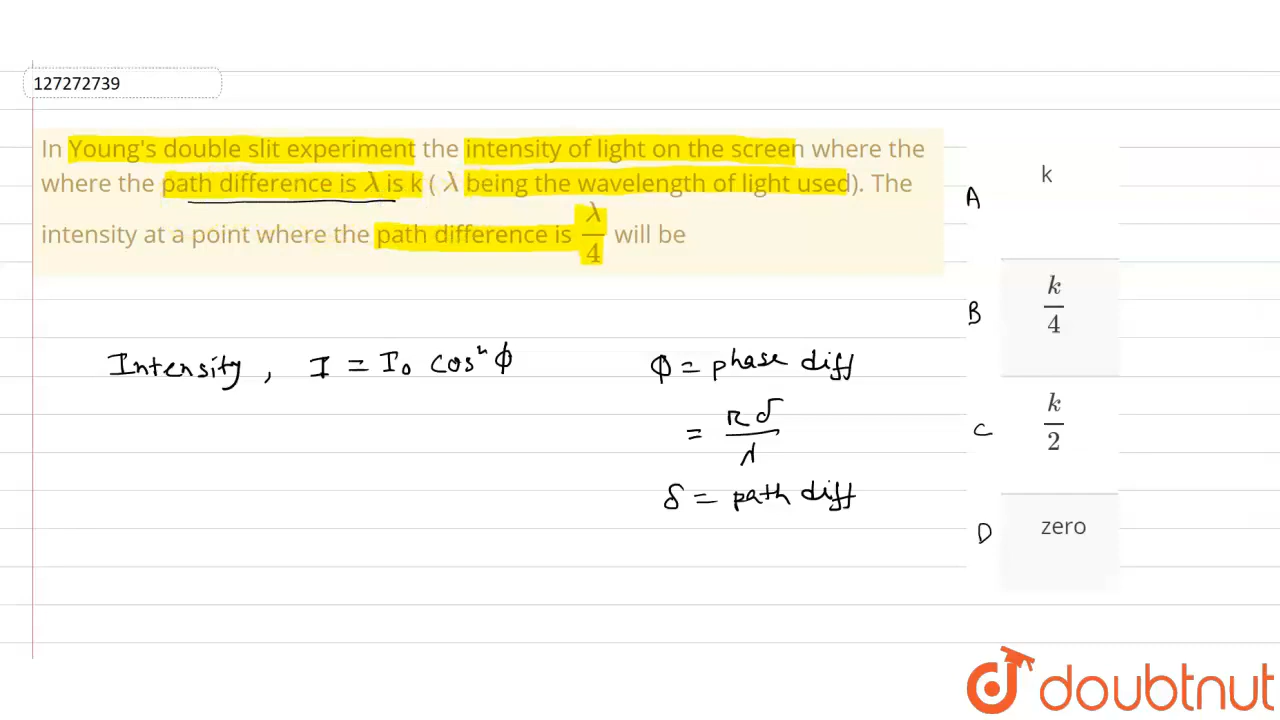 127272739
In Young's double slit experiment the intensity of light on the screen where the
where the path difference is λ is k ( λ being the wavelength of light used). The
intensity at a point where the path difference is λ/4 will be
A k
B k/4
C k/2
D zero
Intensity, I = I₀ cos² ϕ
ϕ = phase diff
= πδ/λ
δ = path diff
doubtnut